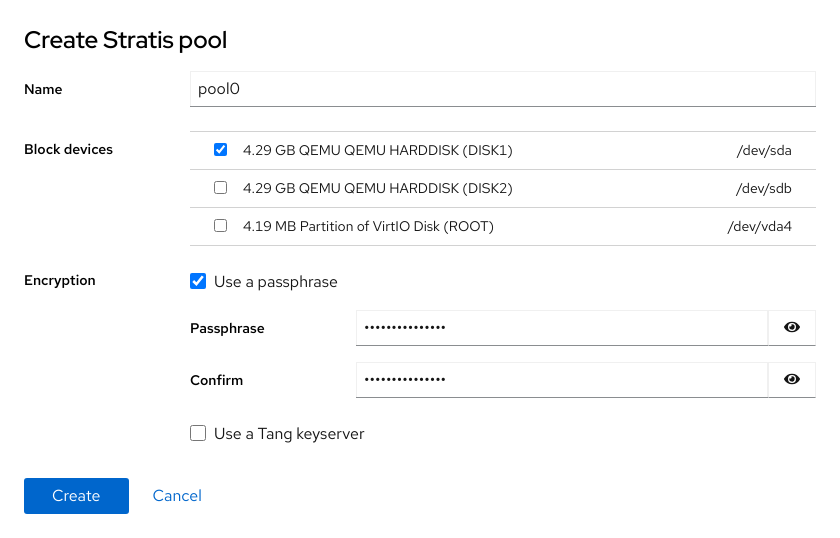 Create Stratis pool
Name pool0
Block devices 4.29 GB QEMU QEMU HARDDISK (DISK1) /dev/sda
4.29 GB QEMU QEMU HARDDISK (DISK2) /dev/sdb
4.19 MB Partition of VirtIO Disk (ROOT) /dev/vda4
Encryption Use a passphrase
Passphrase •••••••••••••••
Confirm •••••••••••••••
Use a Tang keyserver
Create Cancel